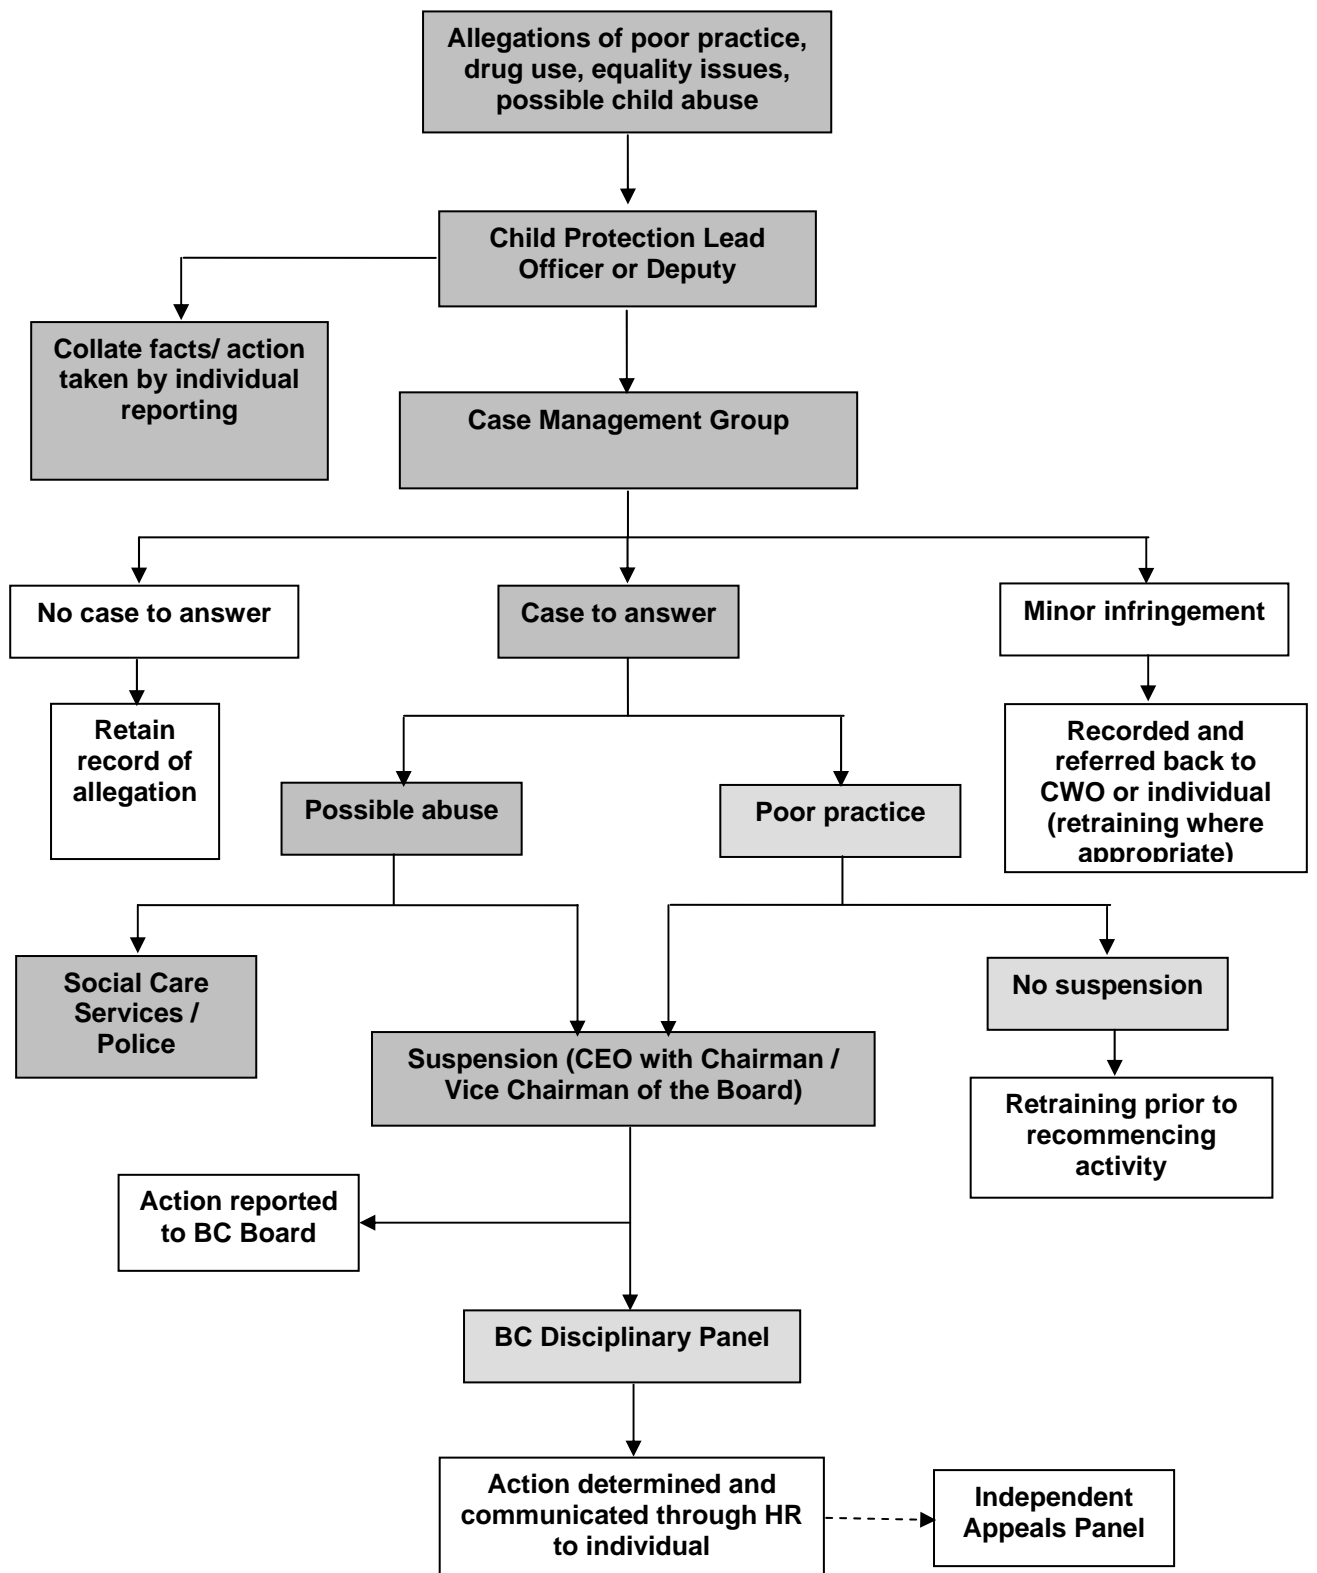 Allegations of poor practice,
drug use, equality issues,
possible child abuse
Child Protection Lead
Officer or Deputy
Collate facts/ action
taken by individual
reporting
Case Management Group
No case to answer
Case to answer
Minor infringement
Retain
record of
allegation
Recorded and
referred back to
CWO or individual
(retraining where
appropriate)
Possible abuse
Poor practice
Social Care
Services /
Police
No suspension
Suspension (CEO with Chairman /
Vice Chairman of the Board)
Retraining prior to
recommencing
activity
Action reported
to BC Board
BC Disciplinary Panel
Action determined and
communicated through HR
to individual
Independent
Appeals Panel